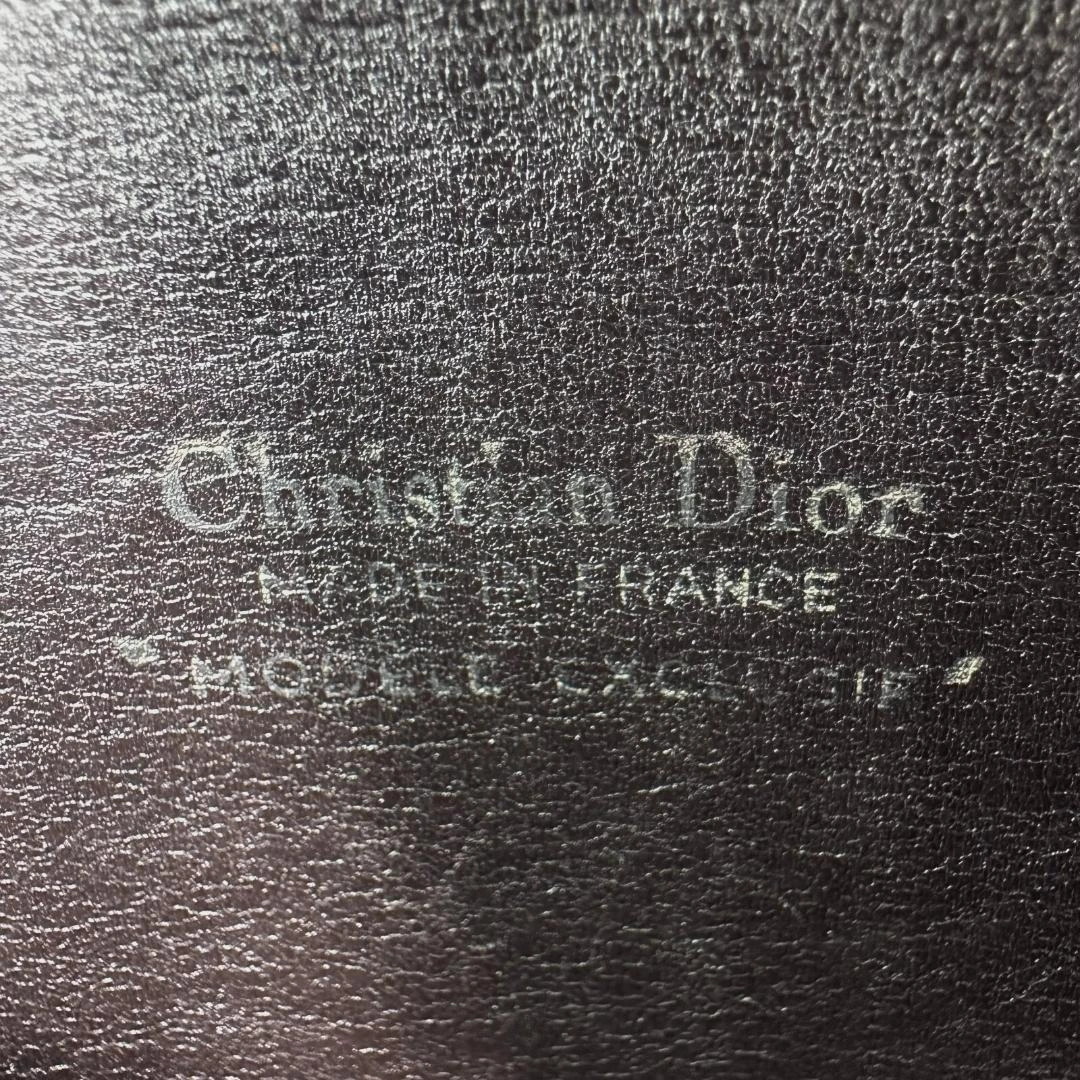 Christian Dior
MADE IN FRANCE
"MODELE EXCLUSIF"